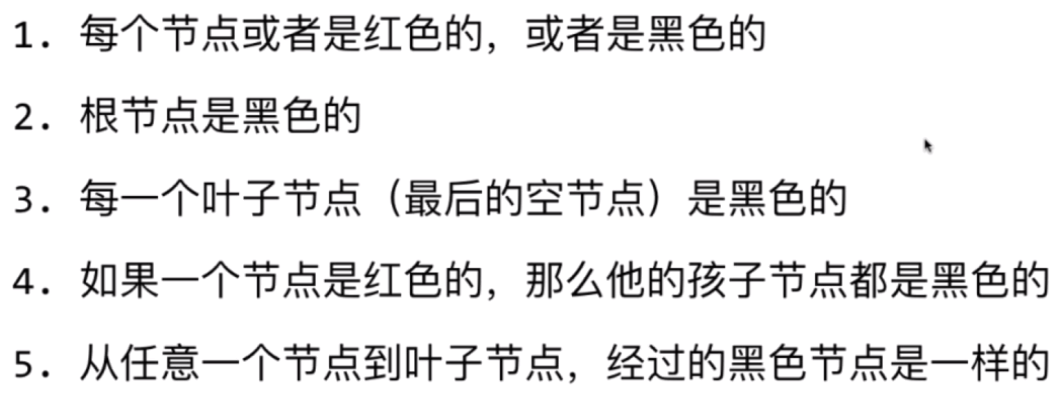 1. 每个节点或者是红色的，或者是黑色的
2. 根节点是黑色的
3. 每一个叶子节点（最后的空节点）是黑色的
4. 如果一个节点是红色的，那么他的孩子节点都是黑色的
5. 从任意一个节点到叶子节点，经过的黑色节点是一样的